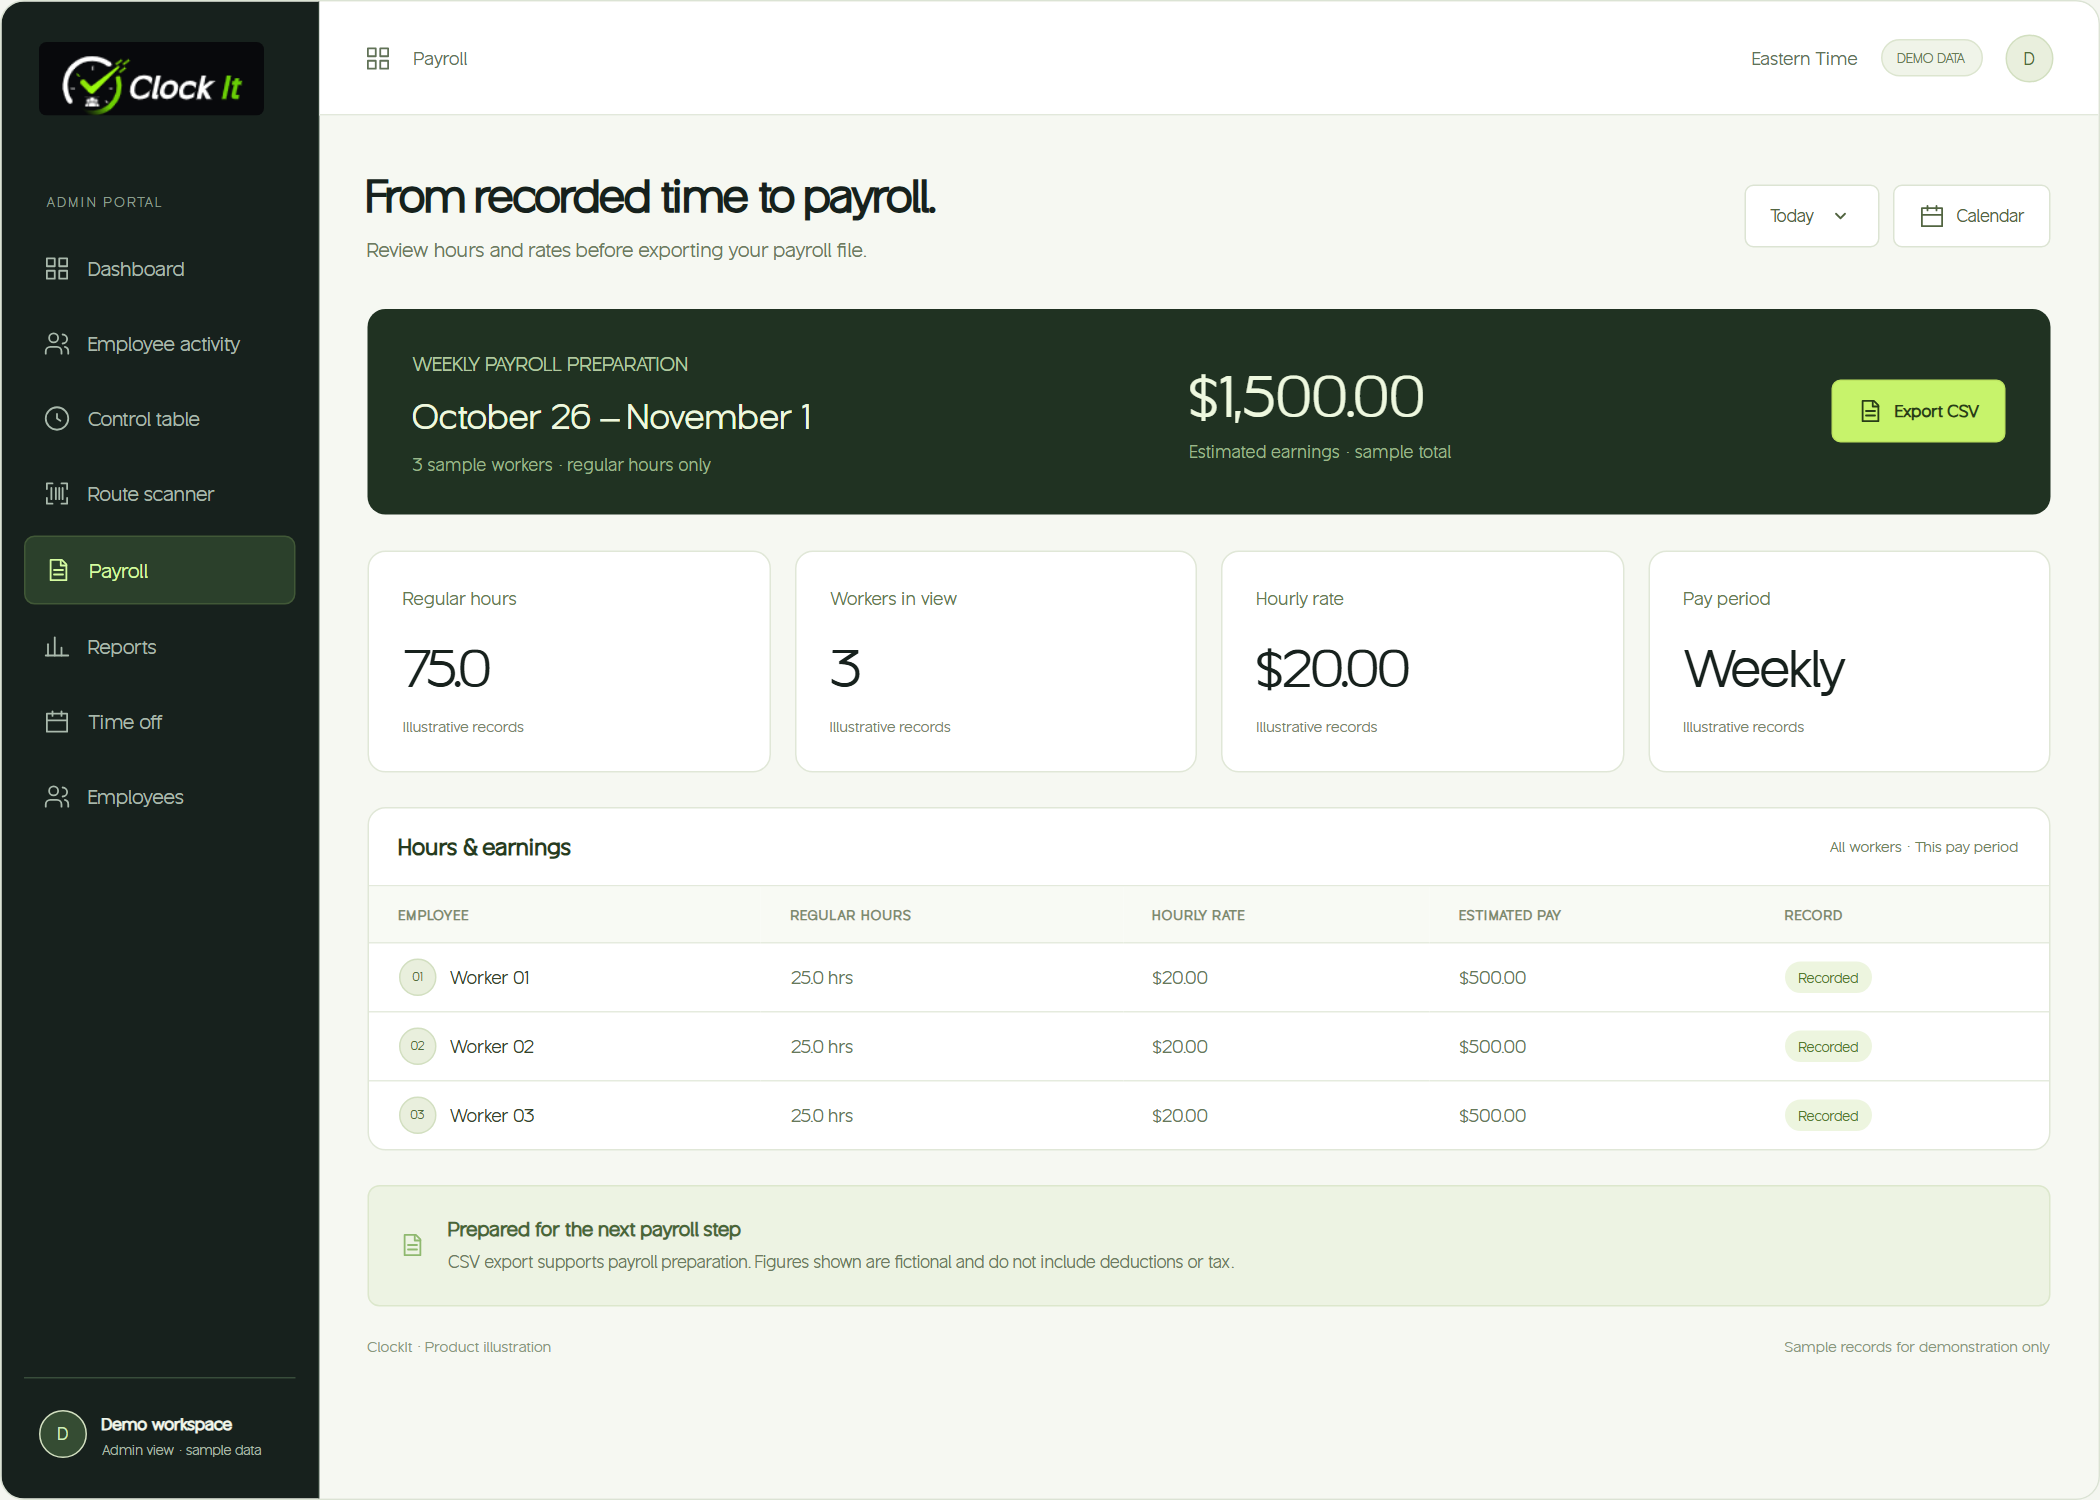 Clock It
ADMIN PORTAL
Dashboard
Employee activity
Control table
Route scanner
Payroll
Reports
Time off
Employees
D
Demo workspace
Admin view · sample data
Payroll
Eastern Time
DEMO DATA
D
From recorded time to payroll.
Review hours and rates before exporting your payroll file.
Today
Calendar
WEEKLY PAYROLL PREPARATION
October 26 – November 1
3 sample workers · regular hours only
$1,500.00
Estimated earnings · sample total
Export CSV
Regular hours
75.0
Illustrative records
Workers in view
3
Illustrative records
Hourly rate
$20.00
Illustrative records
Pay period
Weekly
Illustrative records
Hours & earnings
All workers · This pay period
EMPLOYEE REGULAR HOURS HOURLY RATE ESTIMATED PAY RECORD
01 Worker 01 25.0 hrs $20.00 $500.00 Recorded
02 Worker 02 25.0 hrs $20.00 $500.00 Recorded
03 Worker 03 25.0 hrs $20.00 $500.00 Recorded
Prepared for the next payroll step
CSV export supports payroll preparation. Figures shown are fictional and do not include deductions or tax.
ClockIt · Product illustration
Sample records for demonstration only